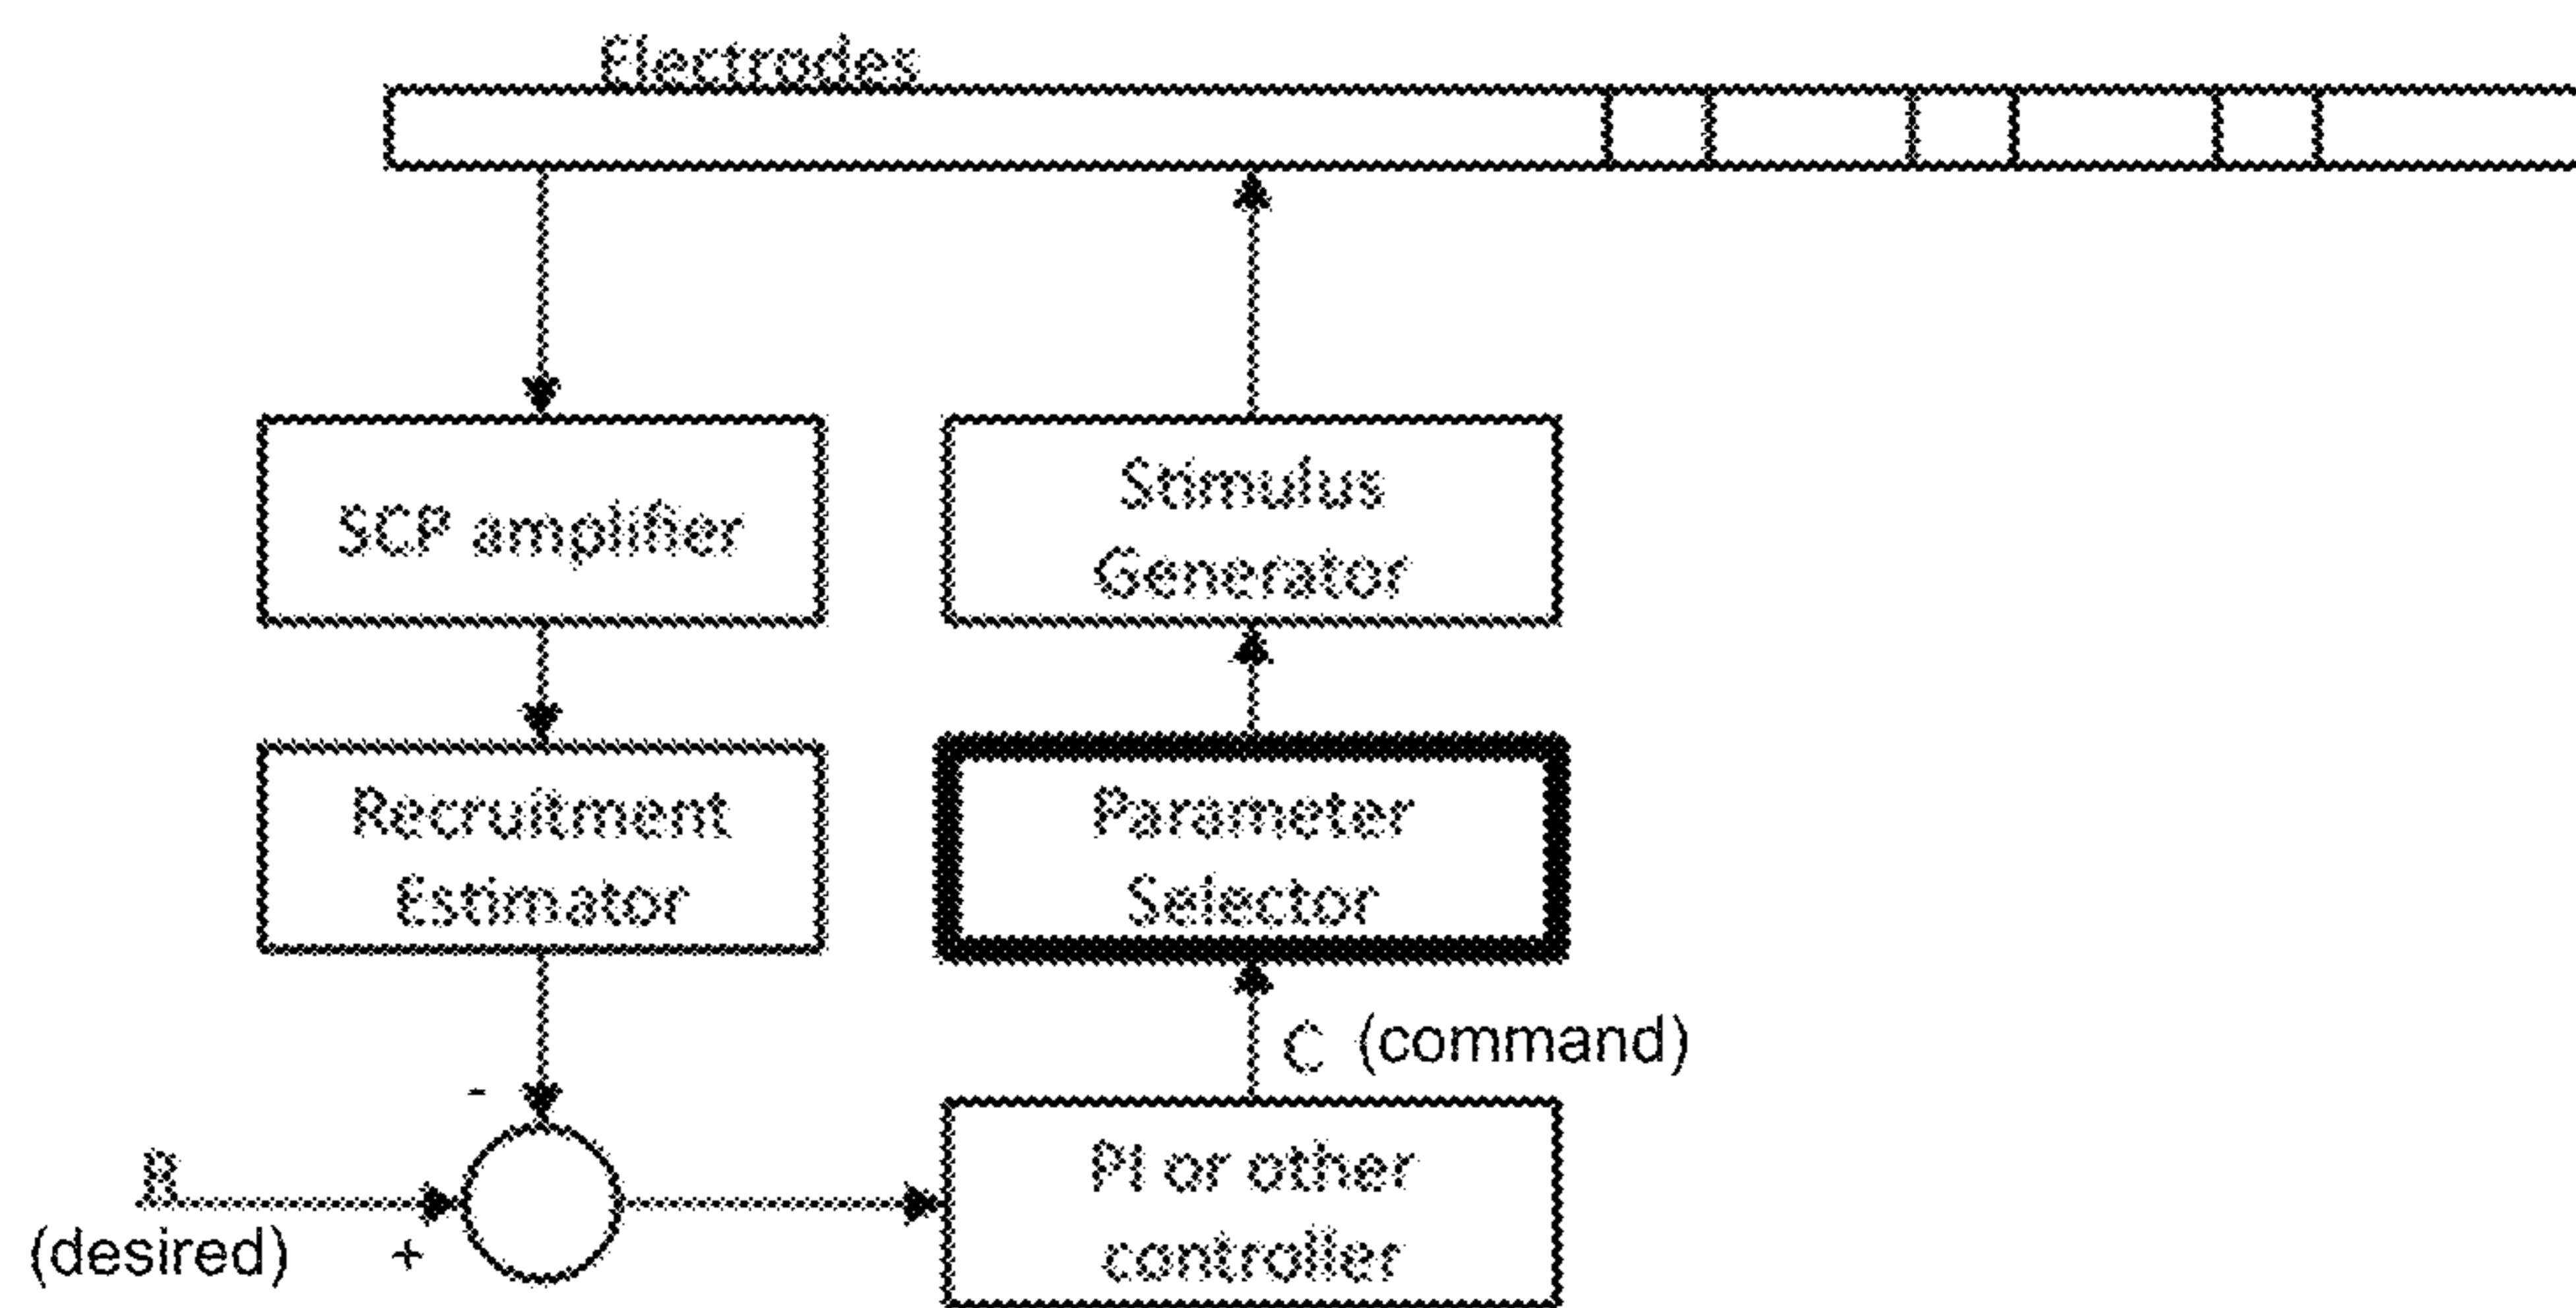 Electrodes
SCP amplifier
Stimulus
Generator
Recruitment
Estimator
Parameter
Selector
C (command)
-
R
(desired)
+
PI or other
controller